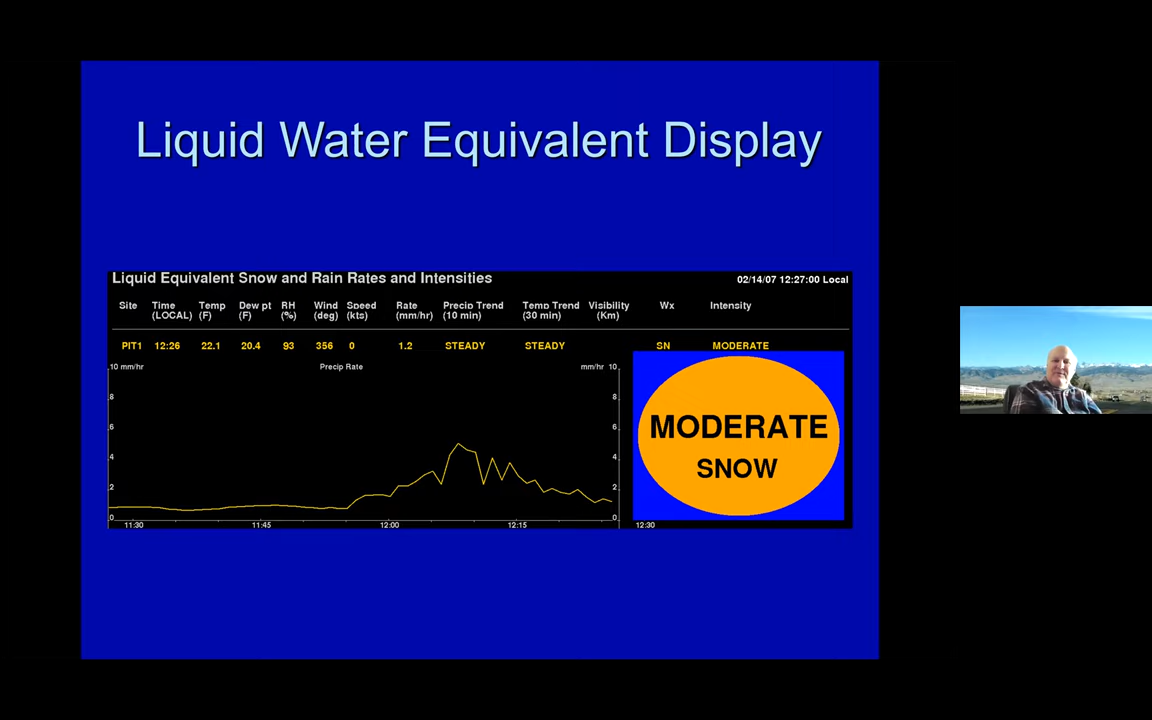 Liquid Water Equivalent Display
Liquid Equivalent Snow and Rain Rates and Intensities
02/14/07 12:27:00 Local
Site Time Temp Dew pt RH Wind Speed Rate Precip Trend Temp Trend Visibility Wx Intensity
(LOCAL) (F) (F) (%) (deg) (kts) (mm/hr) (10 min) (30 min) (Km)
PIT1 12:26 22.1 20.4 93 356 0 1.2 STEADY STEADY SN MODERATE
10 mm/hr Precip Rate mm/hr 10
8 8
6 6
4 4
2 2
0 0
11:30 11:45 12:00 12:15 12:30
MODERATE
SNOW